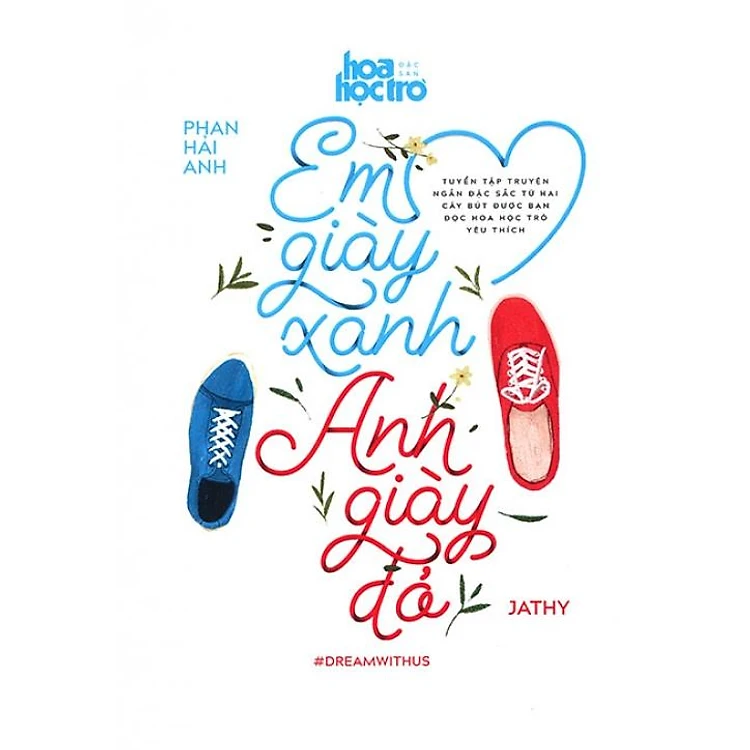 hoa
học trò
ĐẶC
SAN
PHAN
HẢI
ANH
Em
giày
xanh
TUYỂN TẬP TRUYỆN
NGẮN ĐẶC SẮC TỪ HAI
CÂY BÚT ĐƯỢC BẠN
ĐỌC HOA HỌC TRÒ
YÊU THÍCH
Anh
giày
đỏ
JATHY
#DREAMWITHUS